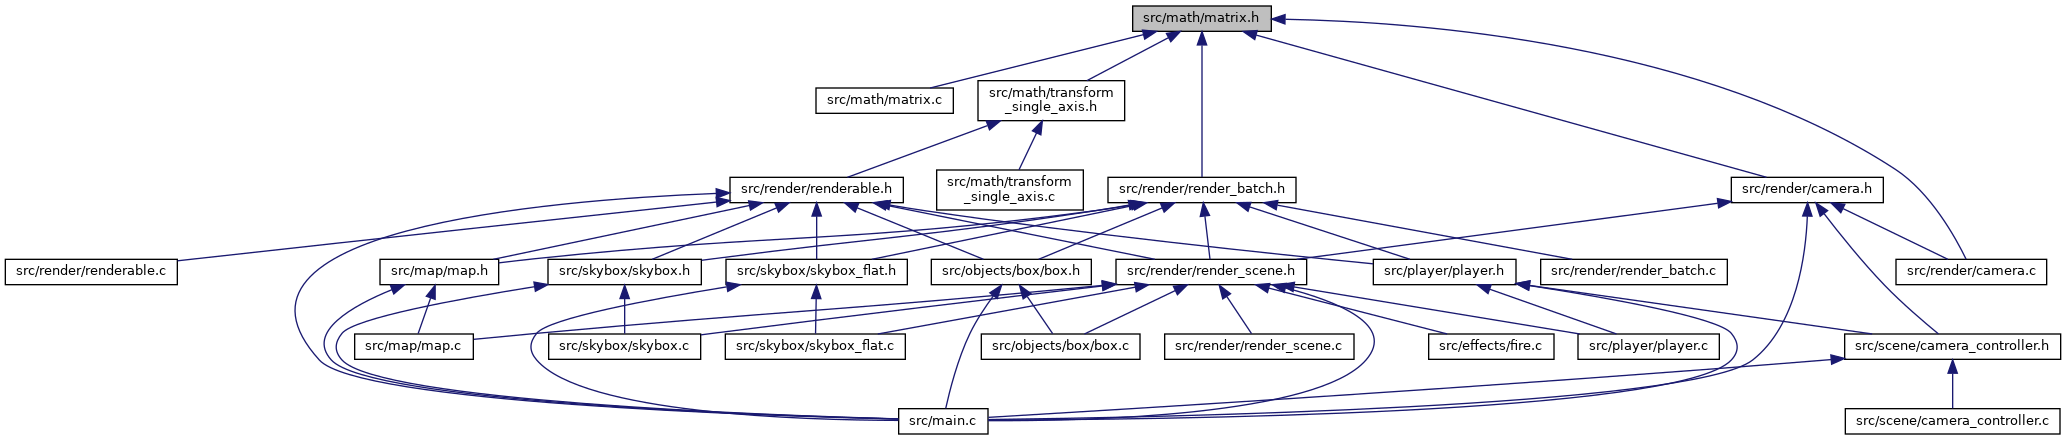 src/math/matrix.h
src/math/matrix.c
src/math/transform
_single_axis.h
src/render/renderable.h
src/math/transform
_single_axis.c
src/render/render_batch.h
src/render/camera.h
src/render/renderable.c
src/map/map.h
src/skybox/skybox.h
src/skybox/skybox_flat.h
src/objects/box/box.h
src/render/render_scene.h
src/player/player.h
src/render/render_batch.c
src/render/camera.c
src/map/map.c
src/skybox/skybox.c
src/skybox/skybox_flat.c
src/objects/box/box.c
src/render/render_scene.c
src/effects/fire.c
src/player/player.c
src/scene/camera_controller.h
src/main.c
src/scene/camera_controller.c